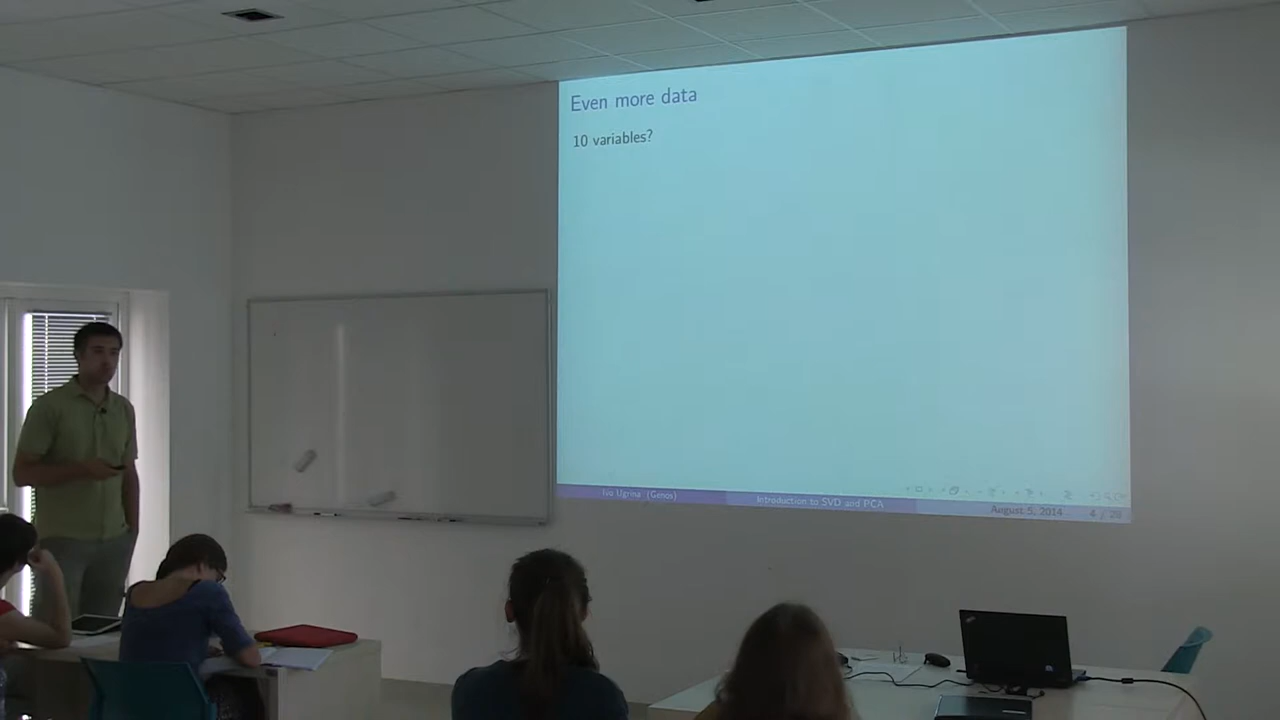 Even more data
10 variables?
Ivo Ugrina (Genos)
Introduction to SVD and PCA
August 5, 2014